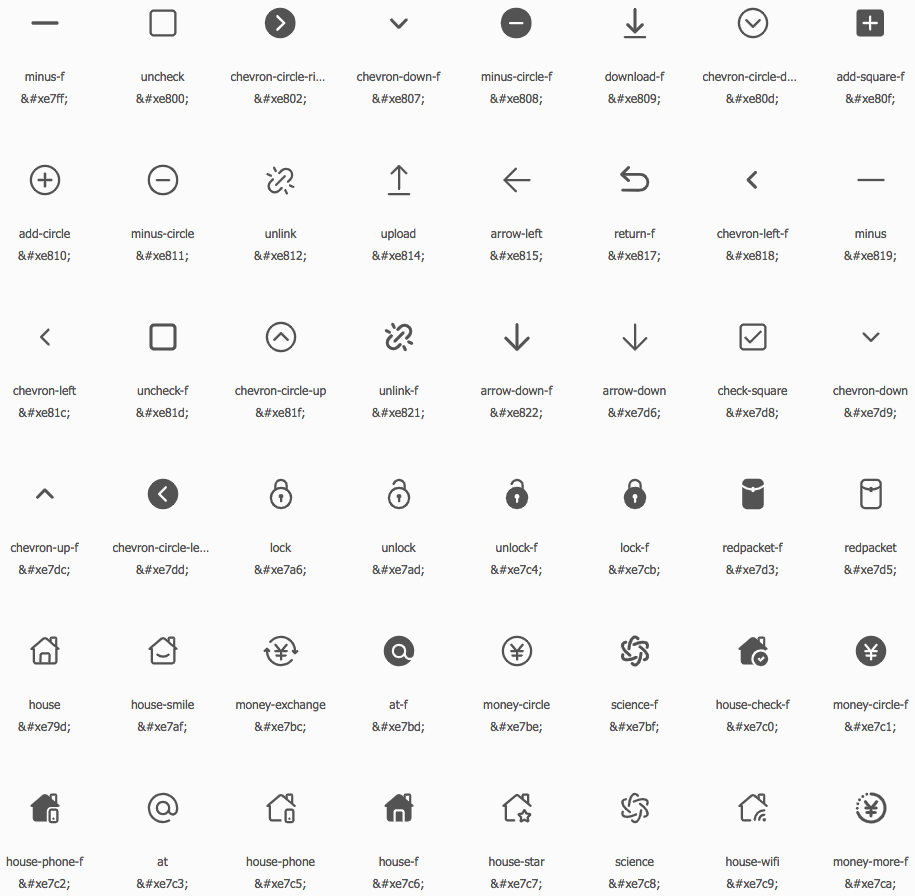 minus-f uncheck chevron-circle-ri... chevron-down-f minus-circle-f download-f chevron-circle-d... add-square-f
&#xe7ff; &#xe800; &#xe802; &#xe807; &#xe808; &#xe809; &#xe80d; &#xe80f;
add-circle minus-circle unlink upload arrow-left return-f chevron-left-f minus
&#xe810; &#xe811; &#xe812; &#xe814; &#xe815; &#xe817; &#xe818; &#xe819;
chevron-left uncheck-f chevron-circle-up unlink-f arrow-down-f arrow-down check-square chevron-down
&#xe81c; &#xe81d; &#xe81f; &#xe821; &#xe822; &#xe7d6; &#xe7d8; &#xe7d9;
chevron-up-f chevron-circle-le... lock unlock unlock-f lock-f redpacket-f redpacket
&#xe7dc; &#xe7dd; &#xe7a6; &#xe7ad; &#xe7c4; &#xe7cb; &#xe7d3; &#xe7d5;
house house-smile money-exchange at-f money-circle science-f house-check-f money-circle-f
&#xe79d; &#xe7af; &#xe7bc; &#xe7bd; &#xe7be; &#xe7bf; &#xe7c0; &#xe7c1;
house-phone-f at house-phone house-f house-star science house-wifi money-more-f
&#xe7c2; &#xe7c3; &#xe7c5; &#xe7c6; &#xe7c7; &#xe7c8; &#xe7c9; &#xe7ca;